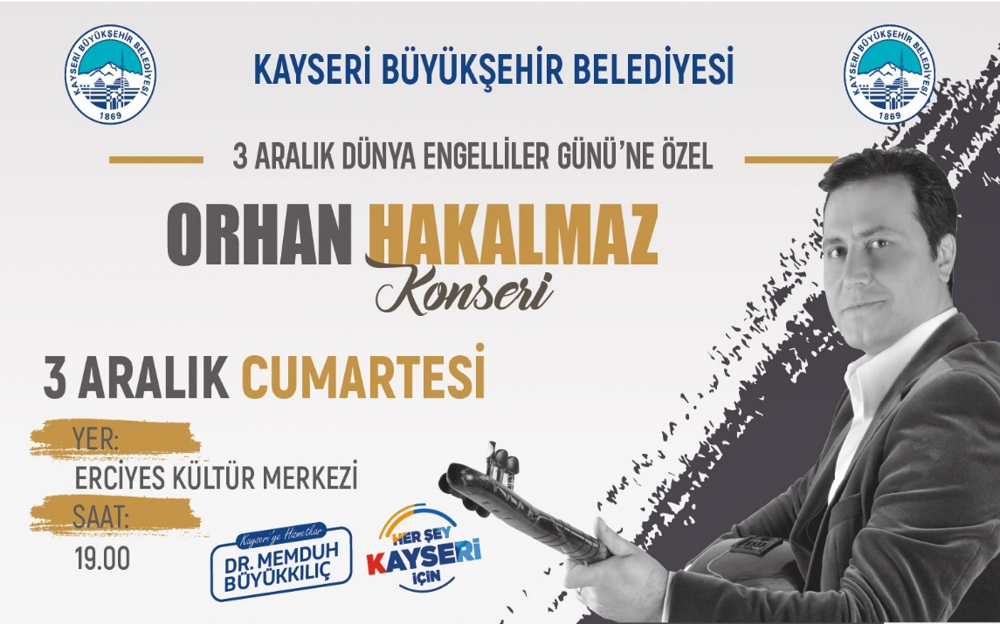 KAYSERİ BÜYÜKŞEHİR BELEDİYESİ
1869
KAYSERİ BÜYÜKŞEHİR BELEDİYESİ
KAYSERİ BÜYÜKŞEHİR BELEDİYESİ
1869
3 ARALIK DÜNYA ENGELLİLER GÜNÜ'NE ÖZEL
ORHAN HAKALMAZ
Konseri
3 ARALIK CUMARTESİ
YER:
ERCİYES KÜLTÜR MERKEZİ
SAAT:
19.00
Kayseri'ye Hizmetkar
DR. MEMDUH
BÜYÜKKILIÇ
HER ŞEY
KAYSERi
İÇİN